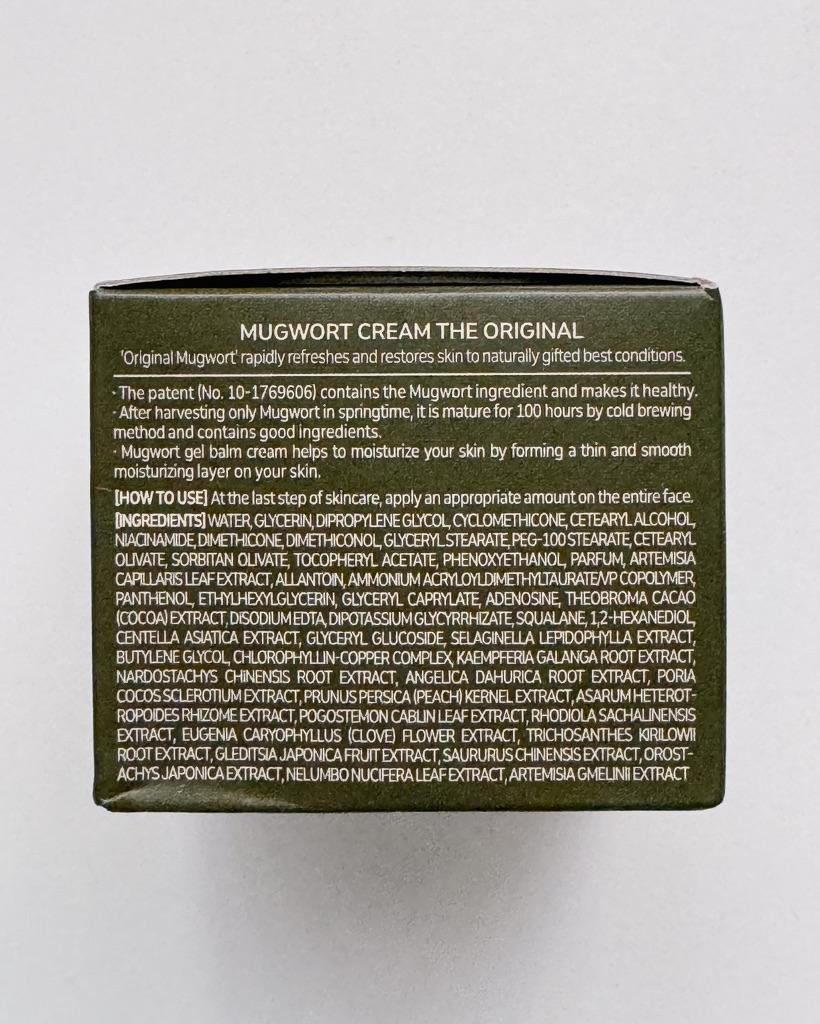 MUGWORT CREAM THE ORIGINAL
'Original Mugwort' rapidly refreshes and restores skin to naturally gifted best conditions.
· The patent (No. 10-1769606) contains the Mugwort ingredient and makes it healthy.
· After harvesting only Mugwort in springtime, it is mature for 100 hours by cold brewing
method and contains good ingredients.
· Mugwort gel balm cream helps to moisturize your skin by forming a thin and smooth
moisturizing layer on your skin.
[HOW TO USE] At the last step of skincare, apply an appropriate amount on the entire face.
[INGREDIENTS] WATER, GLYCERIN, DIPROPYLENE GLYCOL, CYCLOMETHICONE, CETEARYL ALCOHOL,
NIACINAMIDE, DIMETHICONE, DIMETHICONOL, GLYCERYL STEARATE, PEG-100 STEARATE, CETEARYL
OLIVATE, SORBITAN OLIVATE, TOCOPHERYL ACETATE, PHENOXYETHANOL, PARFUM, ARTEMISIA
CAPILLARIS LEAF EXTRACT, ALLANTOIN, AMMONIUM ACRYLOYLDIMETHYLTAURATE/VP COPOLYMER,
PANTHENOL, ETHYLHEXYLGLYCERIN, GLYCERYL CAPRYLATE, ADENOSINE, THEOBROMA CACAO
(COCOA) EXTRACT, DISODIUM EDTA, DIPOTASSIUM GLYCYRRHIZATE, SQUALANE, 1,2-HEXANEDIOL,
CENTELLA ASIATICA EXTRACT, GLYCERYL GLUCOSIDE, SELAGINELLA LEPIDOPHYLLA EXTRACT,
BUTYLENE GLYCOL, CHLOROPHYLLIN-COPPER COMPLEX, KAEMPFERIA GALANGA ROOT EXTRACT,
NARDOSTACHYS CHINENSIS ROOT EXTRACT, ANGELICA DAHURICA ROOT EXTRACT, PORIA
COCOS SCLEROTIUM EXTRACT, PRUNUS PERSICA (PEACH) KERNEL EXTRACT, ASARUM HETEROT-
ROPOIDES RHIZOME EXTRACT, POGOSTEMON CABLIN LEAF EXTRACT, RHODIOLA SACHALINENSIS
EXTRACT, EUGENIA CARYOPHYLLUS (CLOVE) FLOWER EXTRACT, TRICHOSANTHES KIRILOWII
ROOT EXTRACT, GLEDITSIA JAPONICA FRUIT EXTRACT, SAURURUS CHINENSIS EXTRACT, OROST-
ACHYS JAPONICA EXTRACT, NELUMBO NUCIFERA LEAF EXTRACT, ARTEMISIA GMELINII EXTRACT